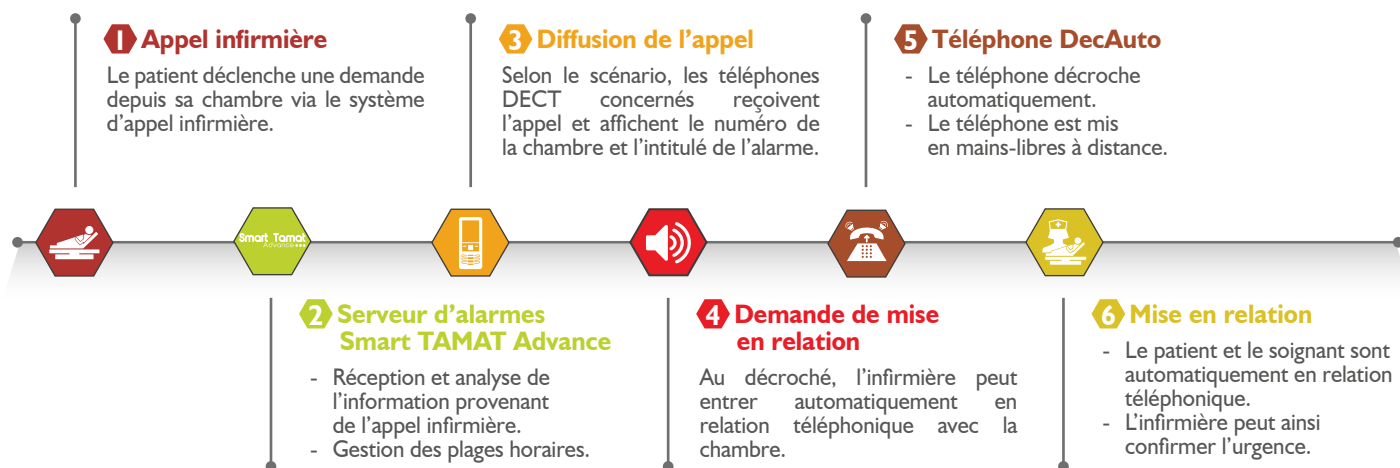 1 Appel infirmière
Le patient déclenche une demande
depuis sa chambre via le système
d’appel infirmière.
Smart Tamat
Advance
2 Serveur d’alarmes
Smart TAMAT Advance
- Réception et analyse de
l’information provenant
de l’appel infirmière.
- Gestion des plages horaires.
3 Diffusion de l’appel
Selon le scénario, les téléphones
DECT concernés reçoivent
l’appel et affichent le numéro de
la chambre et l’intitulé de l’alarme.
4 Demande de mise
en relation
Au décroché, l’infirmière peut
entrer automatiquement en
relation téléphonique avec la
chambre.
5 Téléphone DecAuto
- Le téléphone décroche
automatiquement.
- Le téléphone est mis
en mains-libres à distance.
6 Mise en relation
- Le patient et le soignant sont
automatiquement en relation
téléphonique.
- L’infirmière peut ainsi
confirmer l’urgence.